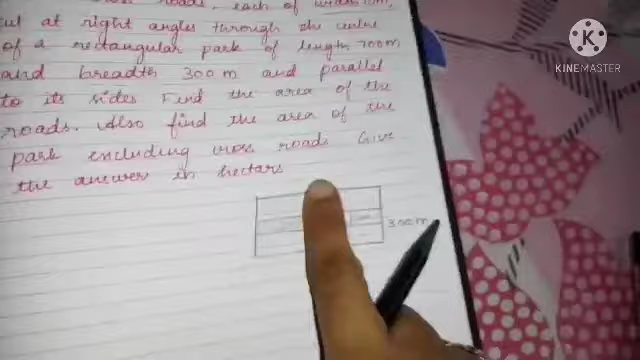 roads, each of
cut at right angles through the centre
of a rectangular park of length 700m
and breadth 300 m and parallel
to its sides Find the area of the
roads. Also find the area of the
park excluding cross roads Give
the answer in hectars
300m
KINEMASTER